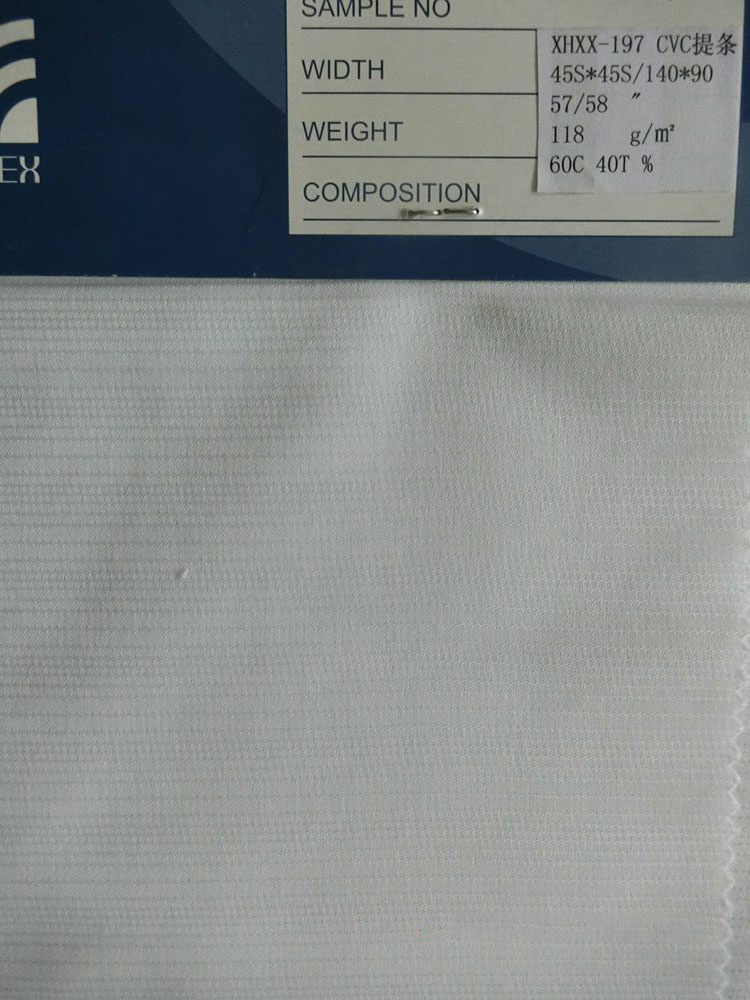 SAMPLE NO
XHXX-197 CVC提条
WIDTH
45S*45S/140*90
57/58 ″
WEIGHT
118 g/m²
60C 40T %
COMPOSITION
EX